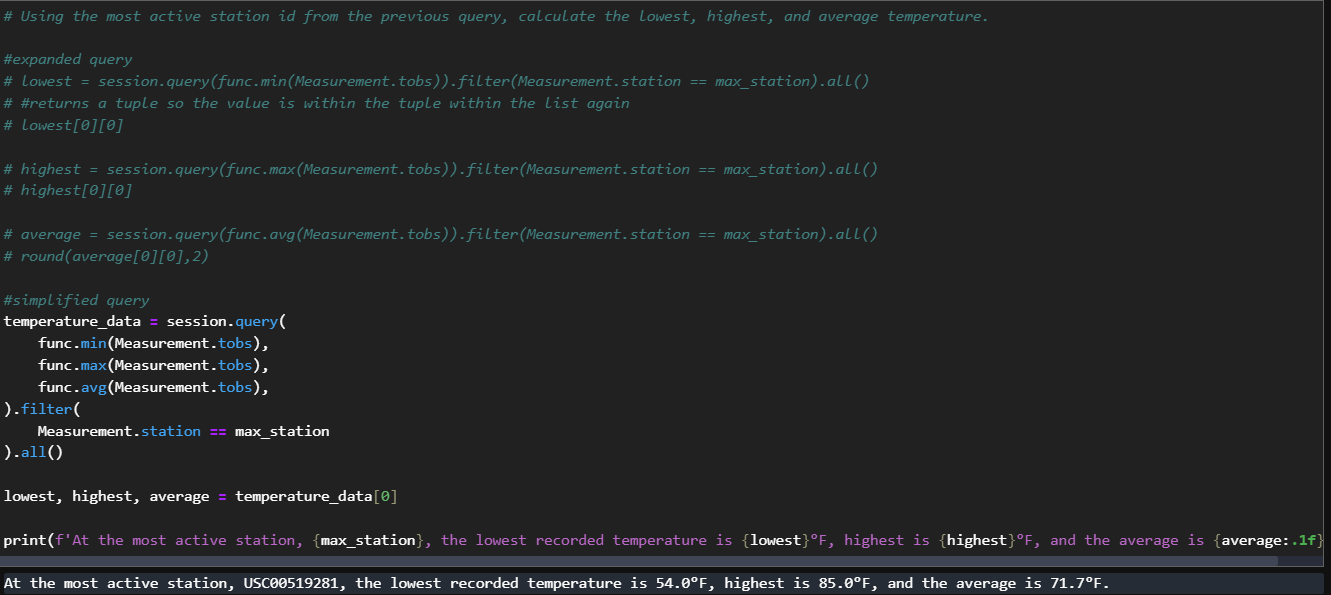 # Using the most active station id from the previous query, calculate the lowest, highest, and average temperature.
#expanded query
# lowest = session.query(func.min(Measurement.tobs)).filter(Measurement.station == max_station).all()
# #returns a tuple so the value is within the tuple within the list again
# lowest[0][0]
# highest = session.query(func.max(Measurement.tobs)).filter(Measurement.station == max_station).all()
# highest[0][0]
# average = session.query(func.avg(Measurement.tobs)).filter(Measurement.station == max_station).all()
# round(average[0][0],2)
#simplified query
temperature_data = session.query(
    func.min(Measurement.tobs),
    func.max(Measurement.tobs),
    func.avg(Measurement.tobs),
).filter(
    Measurement.station == max_station
).all()
lowest, highest, average = temperature_data[0]
print(f'At the most active station, {max_station}, the lowest recorded temperature is {lowest}°F, highest is {highest}°F, and the average is {average:.1f}
At the most active station, USC00519281, the lowest recorded temperature is 54.0°F, highest is 85.0°F, and the average is 71.7°F.